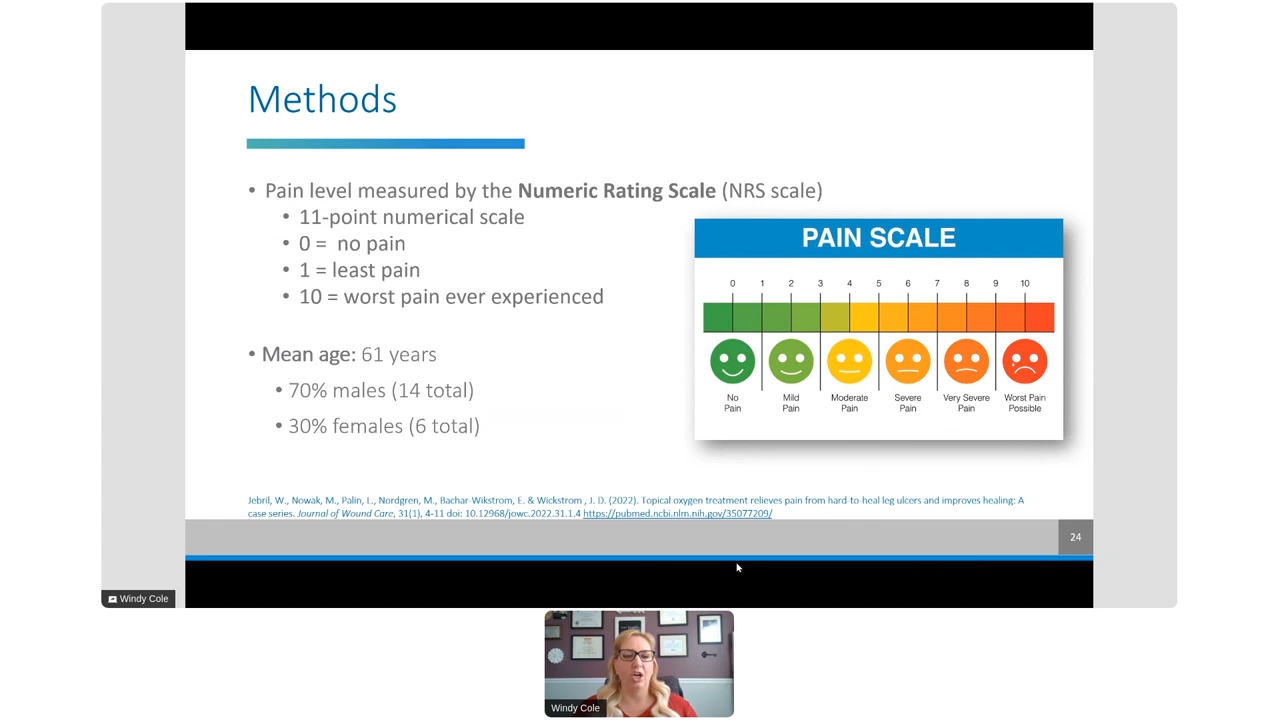 Methods
• Pain level measured by the Numeric Rating Scale (NRS scale)
• 11-point numerical scale
• 0 = no pain
• 1 = least pain
• 10 = worst pain ever experienced
• Mean age: 61 years
• 70% males (14 total)
• 30% females (6 total)
PAIN SCALE
0 1 2 3 4 5 6 7 8 9 10
No Pain
Mild Pain
Moderate Pain
Severe Pain
Very Severe Pain
Worst Pain Possible
Jebril, W., Nowak, M., Palin, L., Nordgren, M., Bachar-Wikstrom, E. & Wickstrom , J. D. (2022). Topical oxygen treatment relieves pain from hard-to-heal leg ulcers and improves healing: A
case series. Journal of Wound Care, 31(1), 4-11 doi: 10.12968/jowc.2022.31.1.4 https://pubmed.ncbi.nlm.nih.gov/35077209/
24
Windy Cole
Windy Cole